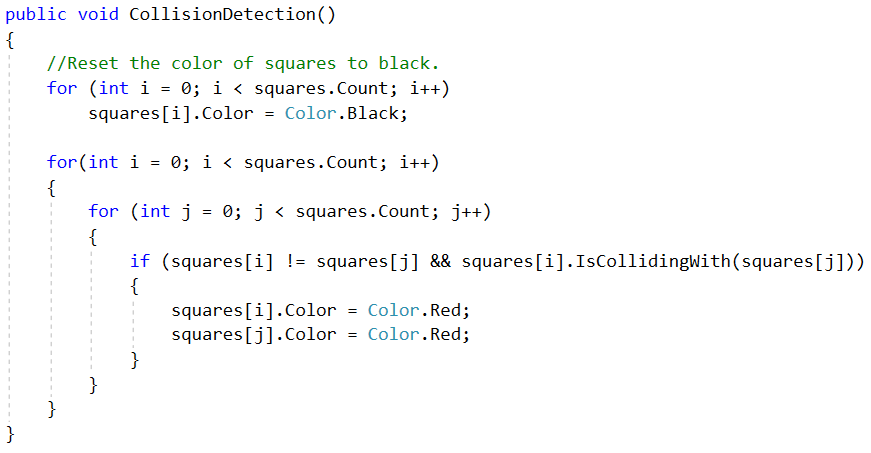 public void CollisionDetection()
{
    //Reset the color of squares to black.
    for (int i = 0; i < squares.Count; i++)
        squares[i].Color = Color.Black;

    for(int i = 0; i < squares.Count; i++)
    {
        for (int j = 0; j < squares.Count; j++)
        {
            if (squares[i] != squares[j] && squares[i].IsCollidingWith(squares[j]))
            {
                squares[i].Color = Color.Red;
                squares[j].Color = Color.Red;
            }
        }
    }
}